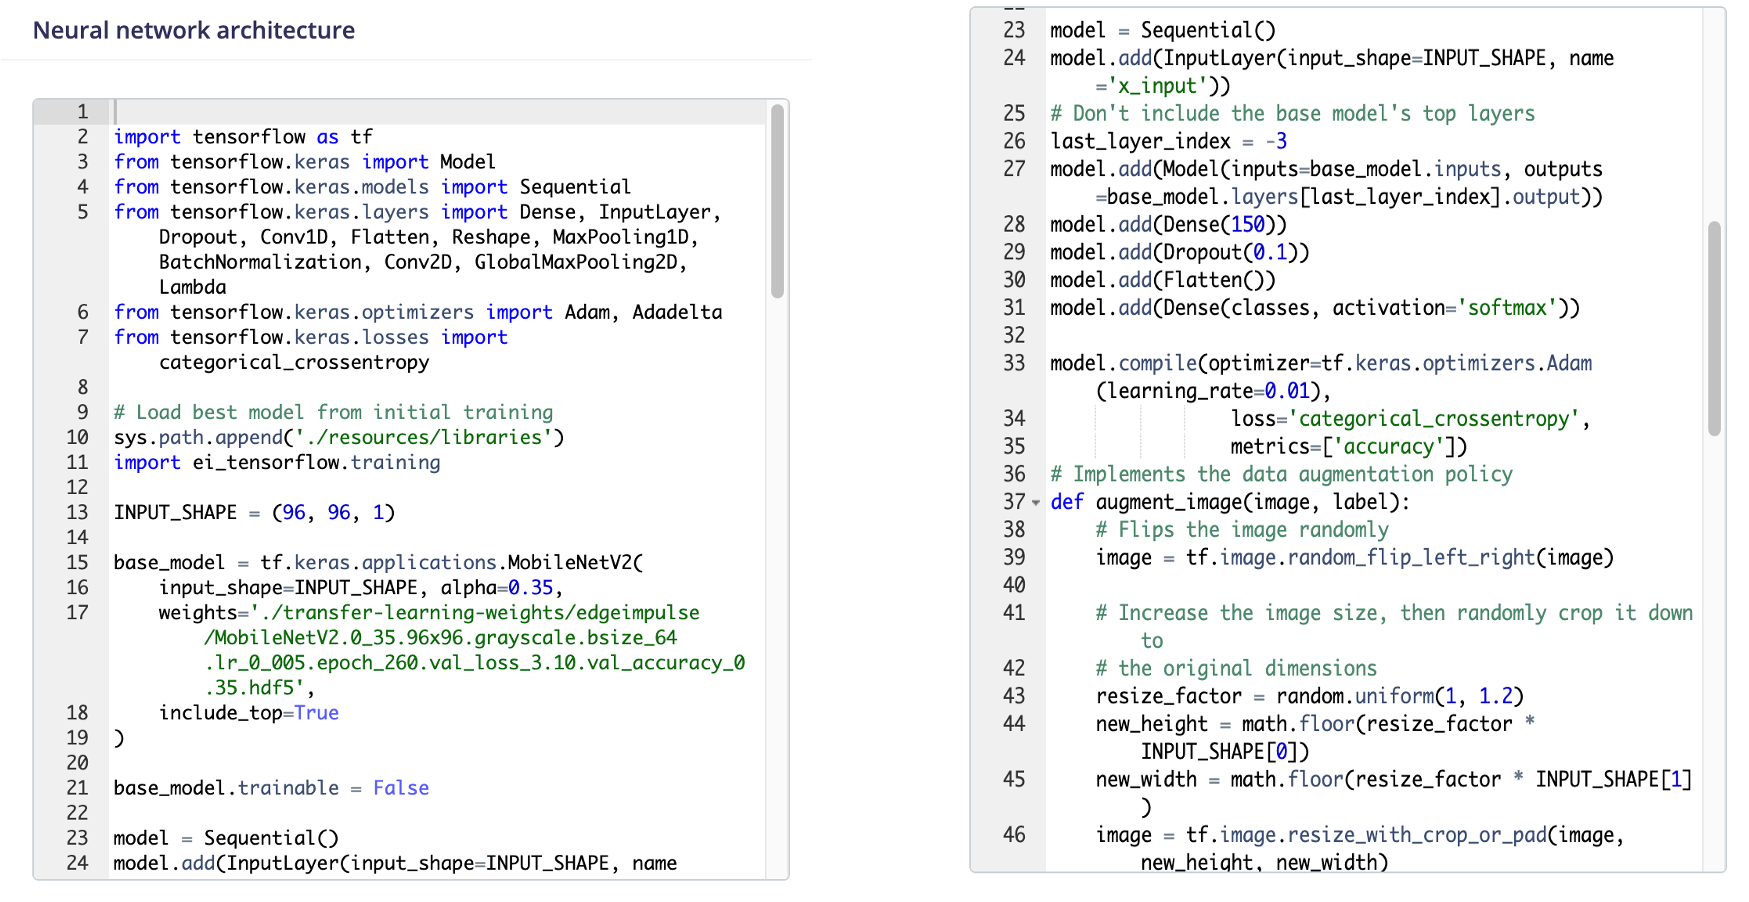 Neural network architecture
1
2 import tensorflow as tf
3 from tensorflow.keras import Model
4 from tensorflow.keras.models import Sequential
5 from tensorflow.keras.layers import Dense, InputLayer,
Dropout, Conv1D, Flatten, Reshape, MaxPooling1D,
BatchNormalization, Conv2D, GlobalMaxPooling2D,
Lambda
6 from tensorflow.keras.optimizers import Adam, Adadelta
7 from tensorflow.keras.losses import
categorical_crossentropy
8
9 # Load best model from initial training
10 sys.path.append('./resources/libraries')
11 import ei_tensorflow.training
12
13 INPUT_SHAPE = (96, 96, 1)
14
15 base_model = tf.keras.applications.MobileNetV2(
16 input_shape=INPUT_SHAPE, alpha=0.35,
17 weights='./transfer-learning-weights/edgeimpulse
/MobileNetV2.0_35.96x96.grayscale.bsize_64
.lr_0_005.epoch_260.val_loss_3.10.val_accuracy_0
.35.hdf5',
18 include_top=True
19 )
20
21 base_model.trainable = False
22
23 model = Sequential()
24 model.add(InputLayer(input_shape=INPUT_SHAPE, name
23 model = Sequential()
24 model.add(InputLayer(input_shape=INPUT_SHAPE, name
='x_input'))
25 # Don't include the base model's top layers
26 last_layer_index = -3
27 model.add(Model(inputs=base_model.inputs, outputs
=base_model.layers[last_layer_index].output))
28 model.add(Dense(150))
29 model.add(Dropout(0.1))
30 model.add(Flatten())
31 model.add(Dense(classes, activation='softmax'))
32
33 model.compile(optimizer=tf.keras.optimizers.Adam
(learning_rate=0.01),
34 loss='categorical_crossentropy',
35 metrics=['accuracy'])
36 # Implements the data augmentation policy
37 def augment_image(image, label):
38 # Flips the image randomly
39 image = tf.image.random_flip_left_right(image)
40
41 # Increase the image size, then randomly crop it down
to
42 # the original dimensions
43 resize_factor = random.uniform(1, 1.2)
44 new_height = math.floor(resize_factor *
INPUT_SHAPE[0])
45 new_width = math.floor(resize_factor * INPUT_SHAPE[1]
)
46 image = tf.image.resize_with_crop_or_pad(image,
new_height, new_width)